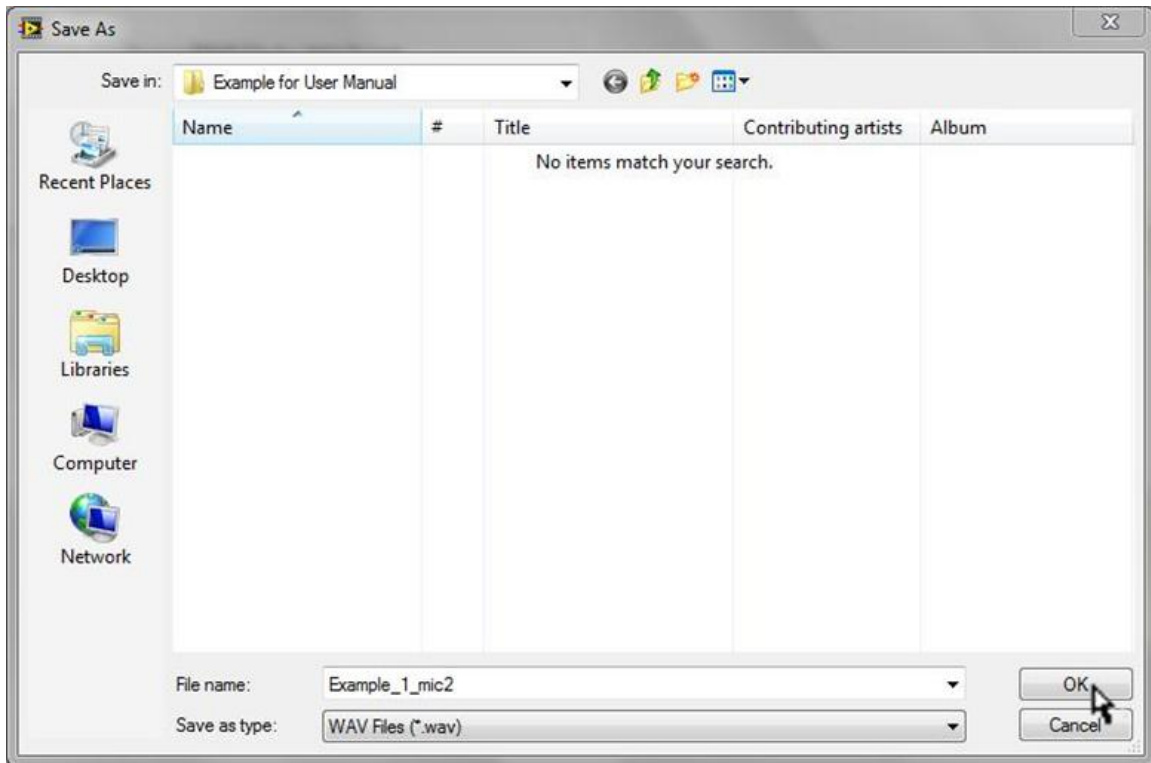 Save As
Save in: Example for User Manual
Name # Title Contributing artists Album
No items match your search.
Recent Places
Desktop
Libraries
Computer
Network
File name: Example_1_mic2 OK
Save as type: WAV Files (*.wav) Cancel